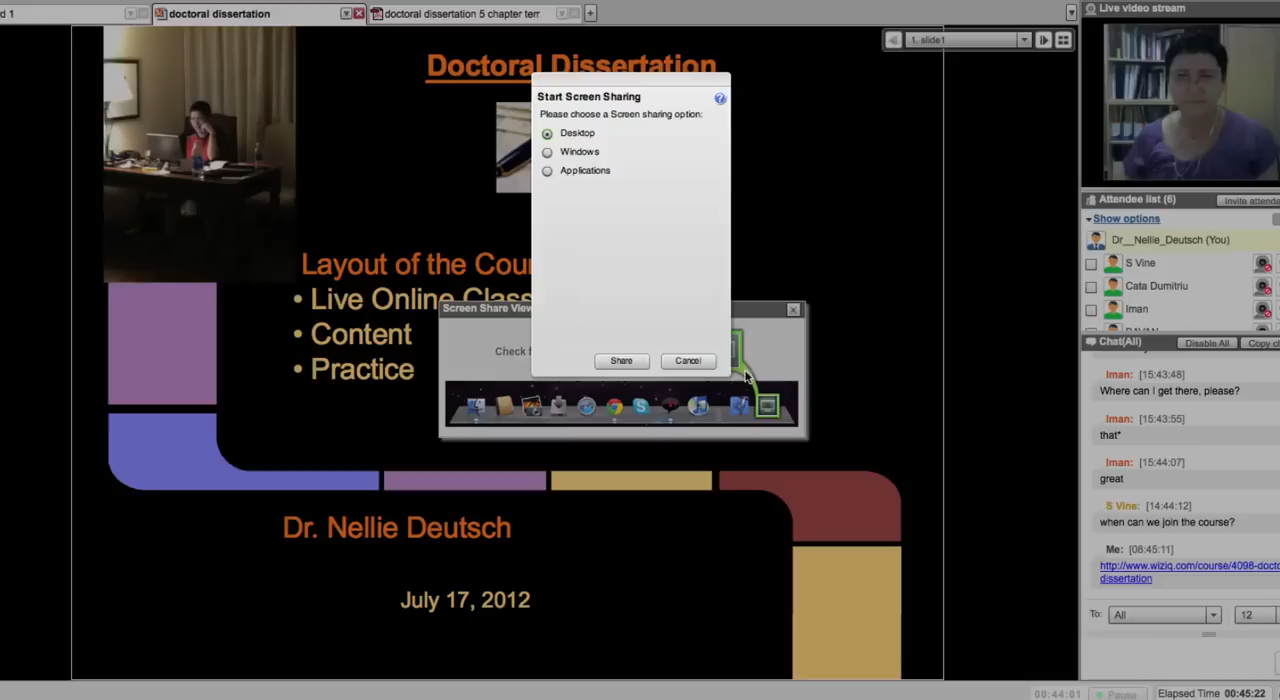 d 1
doctoral dissertation
doctoral dissertation 5 chapter terr
Live video stream
1. slide1
Doctoral Dissertation
Start Screen Sharing
Please choose a Screen sharing option:
Desktop
Windows
Applications
Share
Cancel
Layout of the Cour
• Live Online Class
• Content
• Practice
Screen Share View
Check f
Dr. Nellie Deutsch
July 17, 2012
Attendee list (6)
Invite attende
Show options
Dr__Nellie_Deutsch (You)
S Vine
Cata Dumitriu
Iman
Chat(All)
Disable All
Copy cl
Iman: [15:43:48]
Where can I get there, please?
Iman: [15:43:55]
that*
Iman: [15:44:07]
great
S Vine: [14:44:12]
when can we join the course?
Me: [08:45:11]
http://www.wiziq.com/course/4098-docto
dissertation
To: All
12
00:44:01
Pause
Elapsed Time 00:45:22